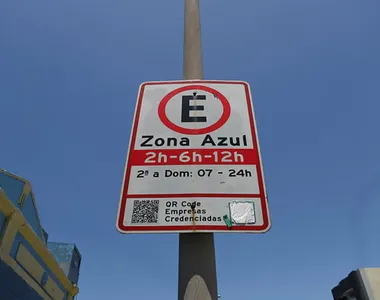 E
Zona Azul
2h-6h-12h
2ª a Dom: 07 - 24h
QR Code
Empresas
Credenciadas